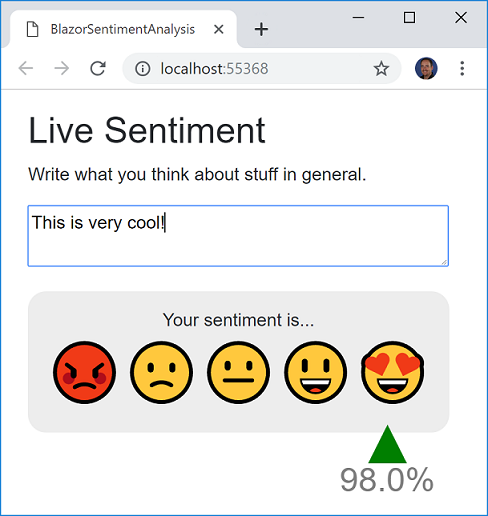 BlazorSentimentAnalysis
localhost:55368
Live Sentiment
Write what you think about stuff in general.
This is very cool!
Your sentiment is...
98.0%